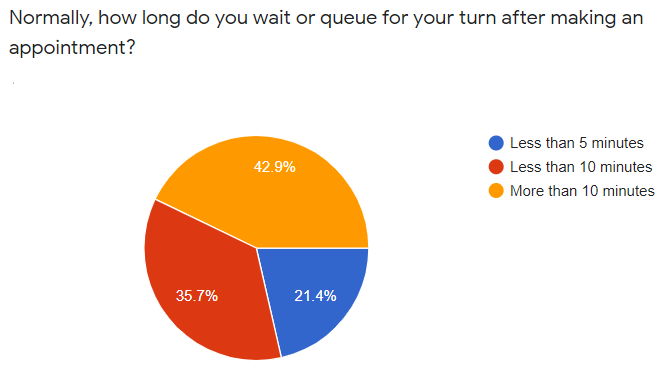 Normally, how long do you wait or queue for your turn after making an
appointment?
42.9%
35.7%
21.4%
Less than 5 minutes
Less than 10 minutes
More than 10 minutes